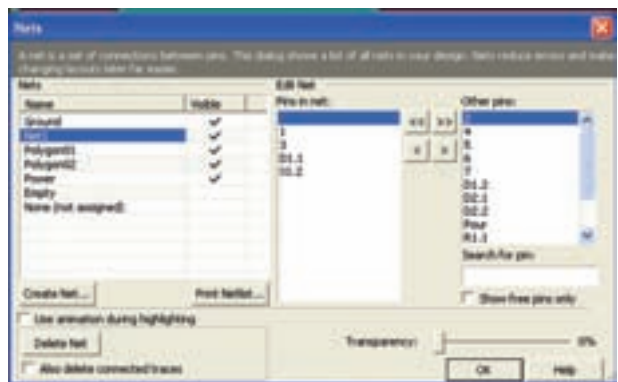 Nets
A net is a set of connections between pins. This dialog shows a list of all nets in your design. Nets reduce errors and make
changing layouts later far easier.
Nets
Name Visible
Ground
Net1
Polygon01
Polygon02
Power
Empty
None (not assigned)
Create Net...
Print Netlist...
Edit Net
Pins in net:
1
3
D1.1
<< >>
< >
Other pins:
4
5
6
7
D1.2
D2.1
D2.2
Pour
R1.1
Search for pin:
Show free pins only
Use animation during highlighting
Delete Net
Also delete connected traces
Transparency: 0%
OK
Help